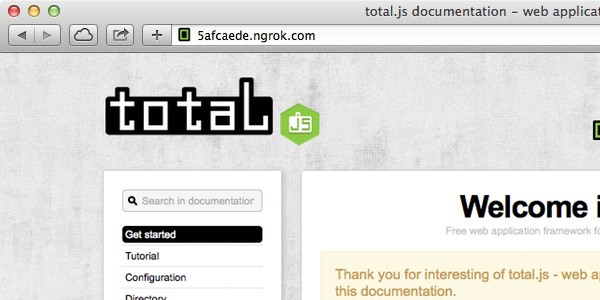 total.js documentation – web applicat
5afcaede.ngrok.com
total
js
Search in documentation
Get started
Tutorial
Configuration
Directory
Welcome i
Free web application framework fo
Thank you for interesting of total.js - web ap
this documentation.